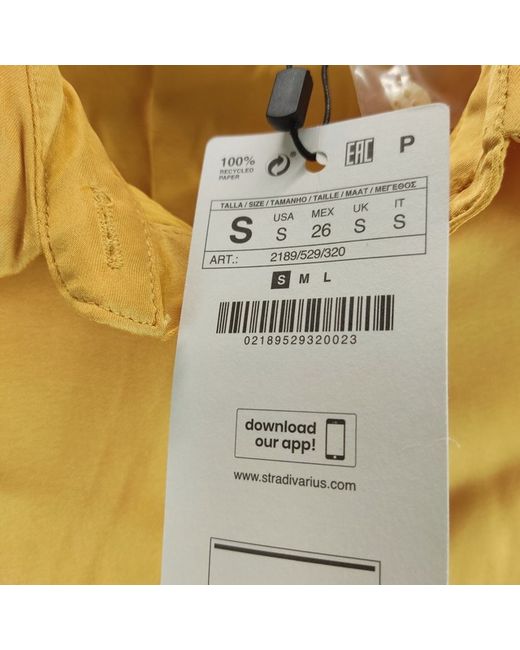 100%
RECYCLED
PAPER
EAC
P
TALLA / SIZE / TAMANHO / TAILLE / MAAT / ΜΕΓΕΘΟΣ
S
USA MEX UK IT
S 26 S S
ART.: 2189/529/320
S M L
02189529320023
download
our app!
www.stradivarius.com